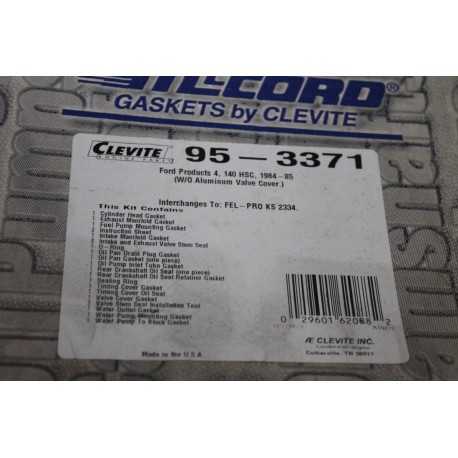 GASKETS by CLEVITE
CLEVITE
ENGINE PARTS
95-3371
Ford Products 4, 140 HSC, 1984-85
(W/O Aluminum Valve Cover)
Interchanges To: FEL-PRO KS 2334
This Kit Contains
Cylinder Head Gasket
Exhaust Manifold Gasket
Fuel Pump Mounting Gasket
Instruction Sheet
Intake Manifold Gasket
Intake and Exhaust Valve Stem Seal
O-Ring
Oil Pan Drain Plug Gasket
Oil Pan Gasket (one piece)
Oil Pump Inlet Tube Gasket
Rear Crankshaft Oil Seal (one piece)
Rear Crankshaft Oil Seal Retainer Gasket
Sealing Ring
Timing Cover Gasket
Timing Cover Oil Seal
Valve Cover Gasket
Valve Stem Seal Installation Tool
Water Outlet Gasket
Water Pump Mounting Gasket
Water Pump To Block Gasket
0 29601 62088 2
Made in the U S A
Æ CLEVITE INC.